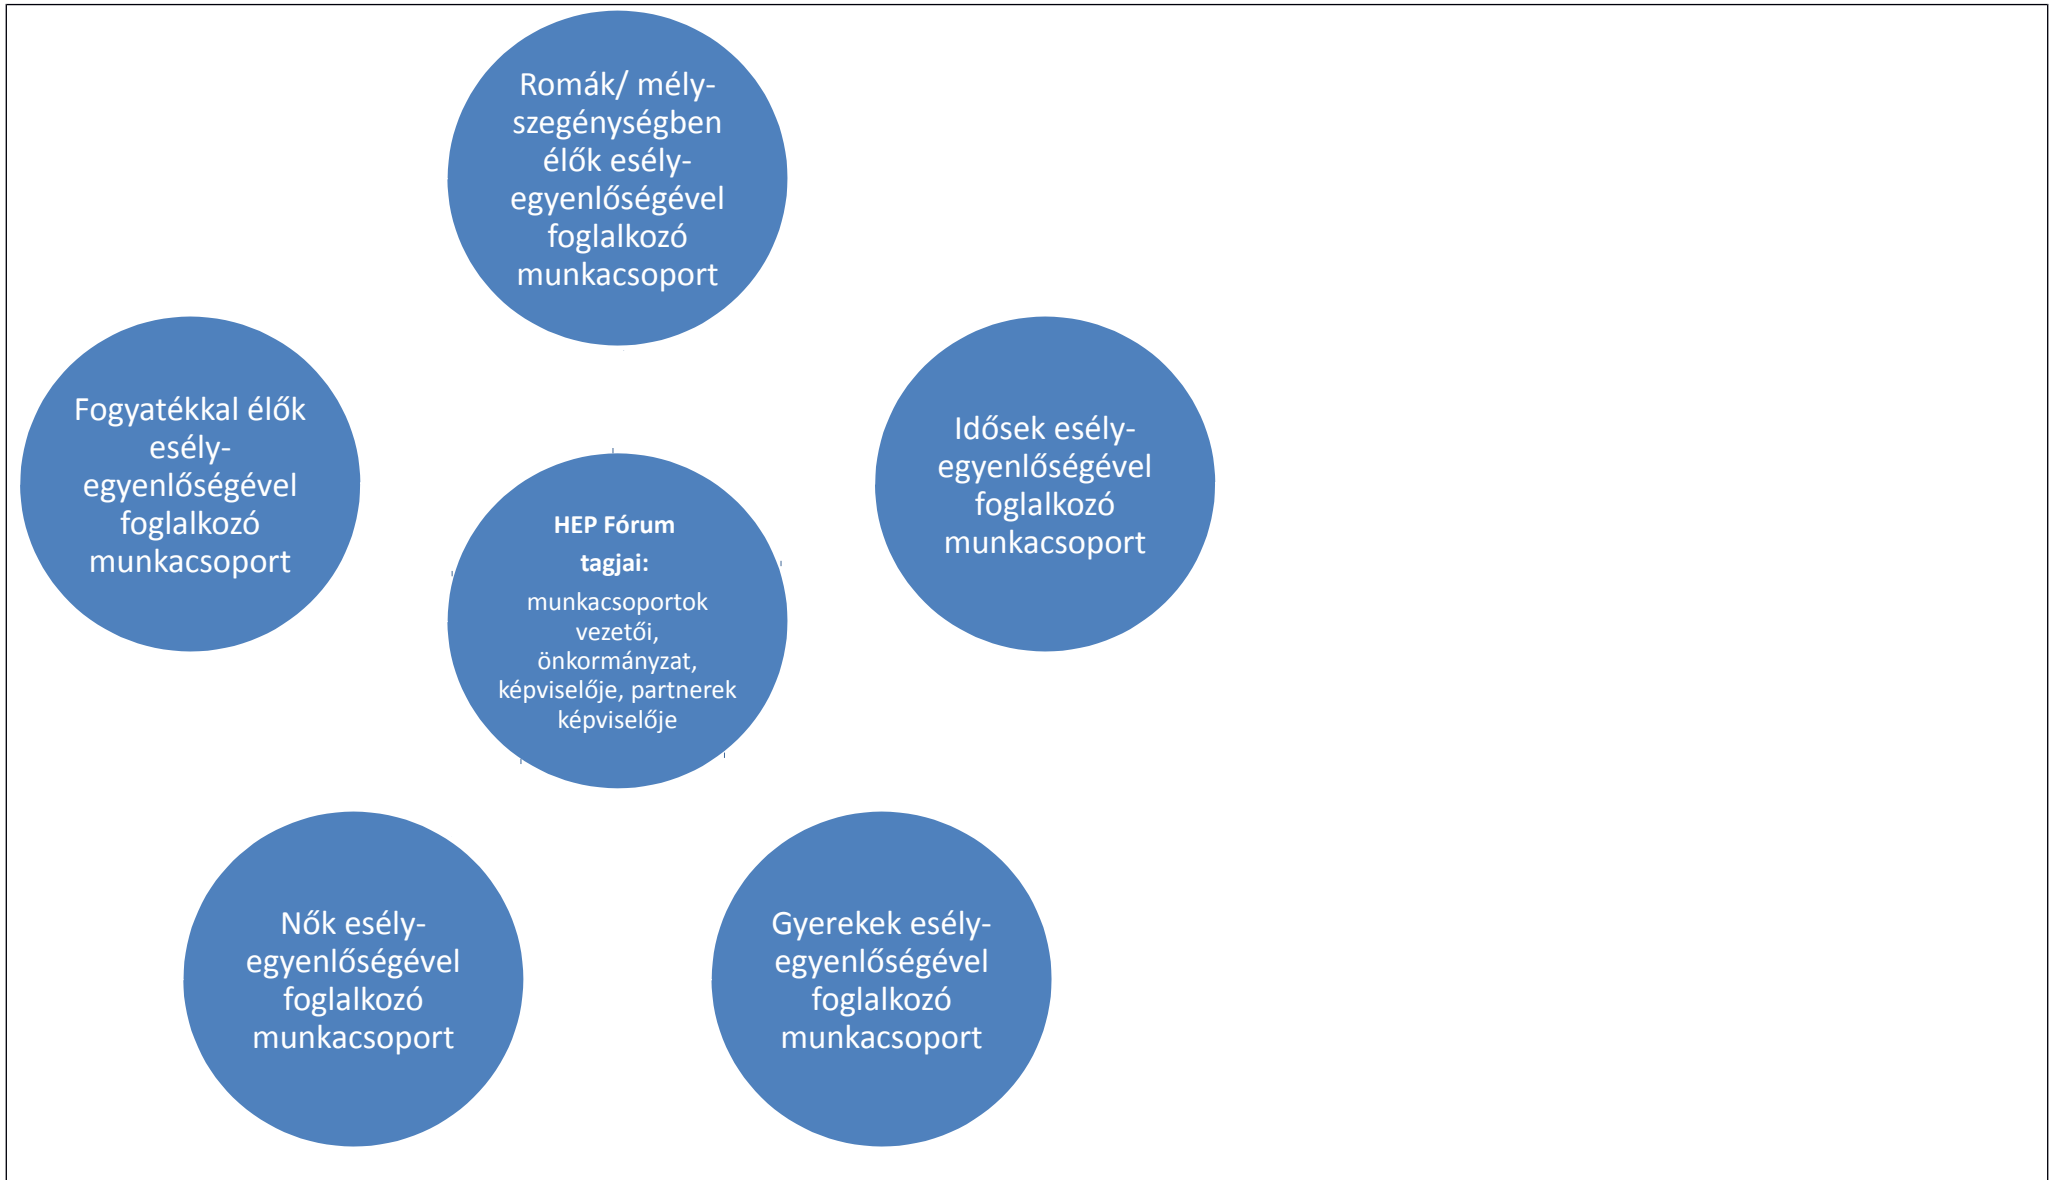 Romák/ mély-
szegénységben
élők esély-
egyenlőségével
foglalkozó
munkacsoport
Fogyatékkal élők
esély-
egyenlőségével
foglalkozó
munkacsoport
Idősek esély-
egyenlőségével
foglalkozó
munkacsoport
HEP Fórum
tagjai:
munkacsoportok
vezetői,
önkormányzat,
képviselője, partnerek
képviselője
Nők esély-
egyenlőségével
foglalkozó
munkacsoport
Gyerekek esély-
egyenlőségével
foglalkozó
munkacsoport